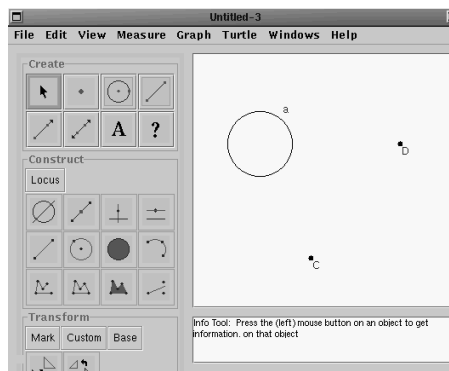 Untitled-3
File Edit View Measure Graph Turtle Windows Help
Create
A ?
Construct
Locus
Transform
Mark Custom Base
a
D
C
Info Tool: Press the (left) mouse button on an object to get
information. on that object